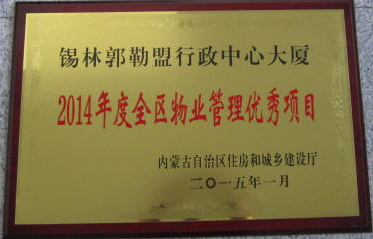 锡林郭勒盟行政中心大厦
2014年度全区物业管理优秀项目
内蒙古自治区住房和城乡建设厅
二〇一五年一月